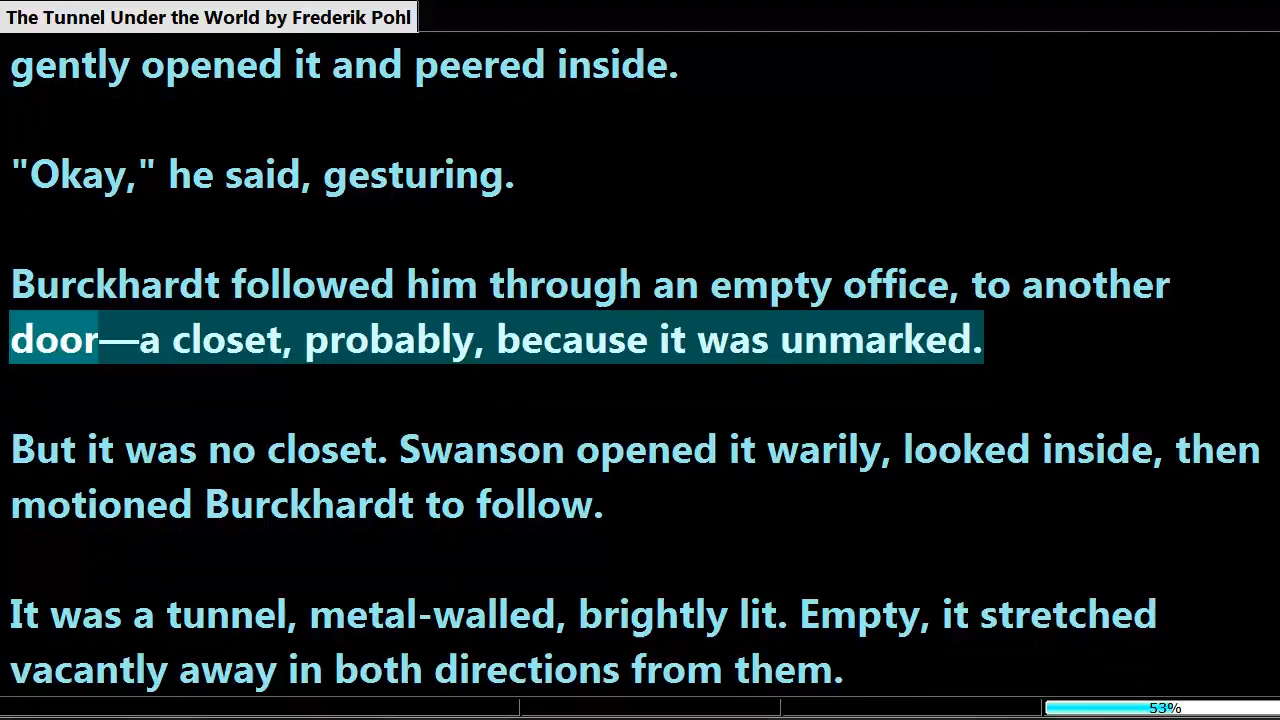 The Tunnel Under the World by Frederik Pohl
gently opened it and peered inside.
"Okay," he said, gesturing.
Burckhardt followed him through an empty office, to another
door—a closet, probably, because it was unmarked.
But it was no closet. Swanson opened it warily, looked inside, then
motioned Burckhardt to follow.
It was a tunnel, metal-walled, brightly lit. Empty, it stretched
vacantly away in both directions from them.
53%